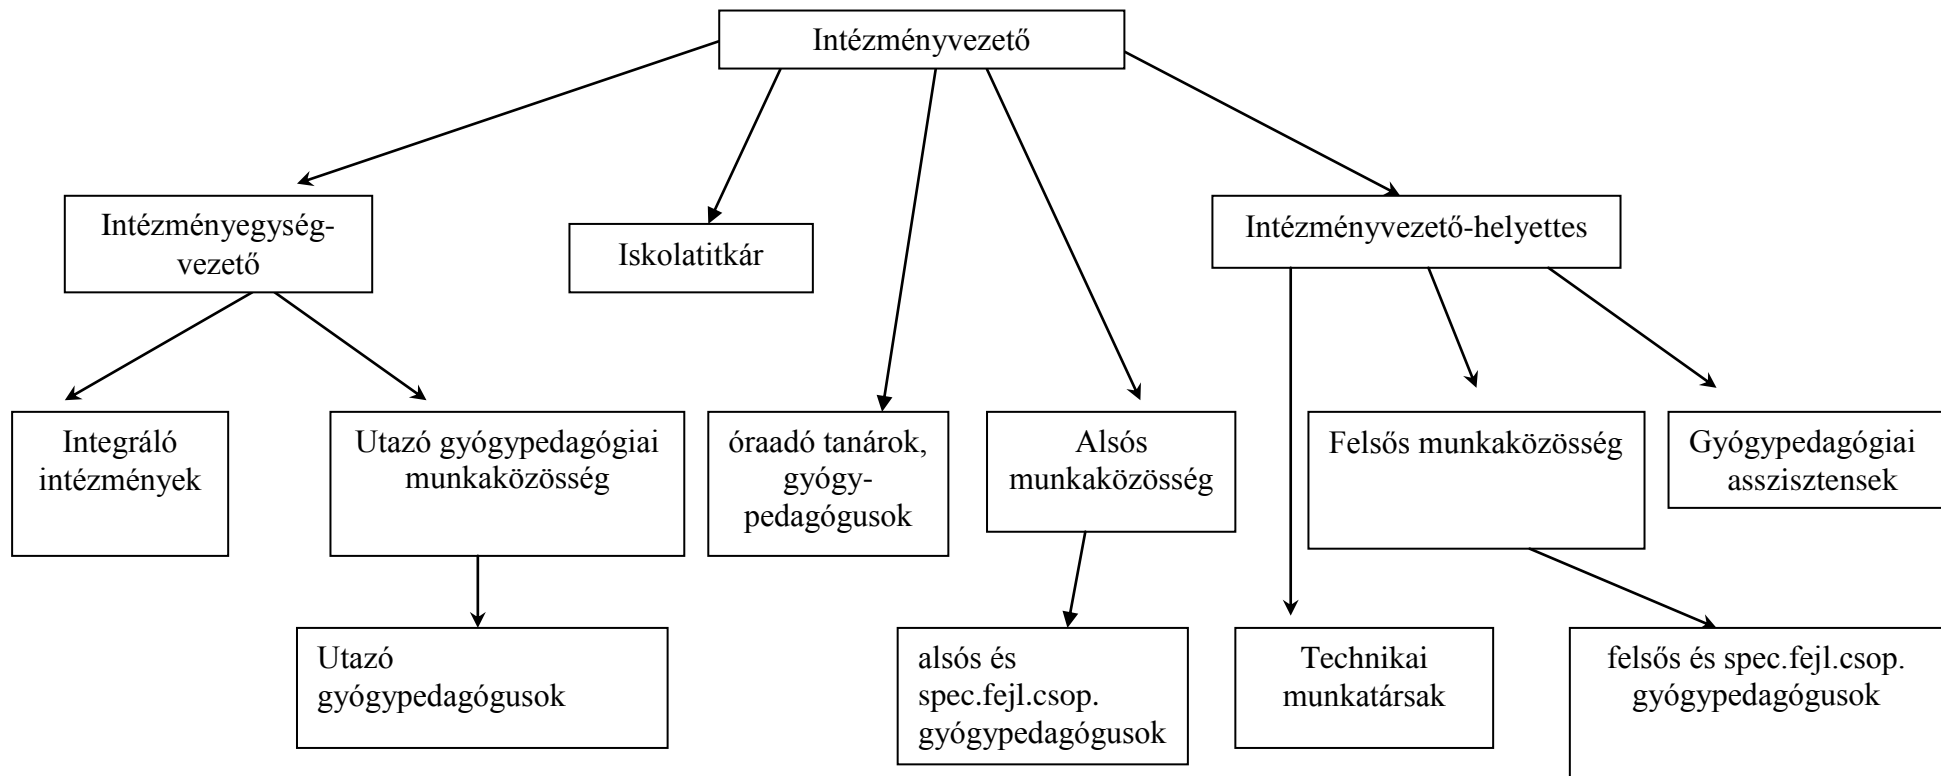 Intézményvezető
Intézményegység-
vezető
Iskolatitkár
Intézményvezető-helyettes
Integráló
intézmények
Utazó gyógypedagógiai
munkaközösség
óraadó tanárok,
gyógy-
pedagógusok
Alsós
munkaközösség
Felsős munkaközösség
Gyógypedagógiai
asszisztensek
Utazó
gyógypedagógusok
alsós és
spec.fejl.csop.
gyógypedagógusok
Technikai
munkatársak
felsős és spec.fejl.csop.
gyógypedagógusok